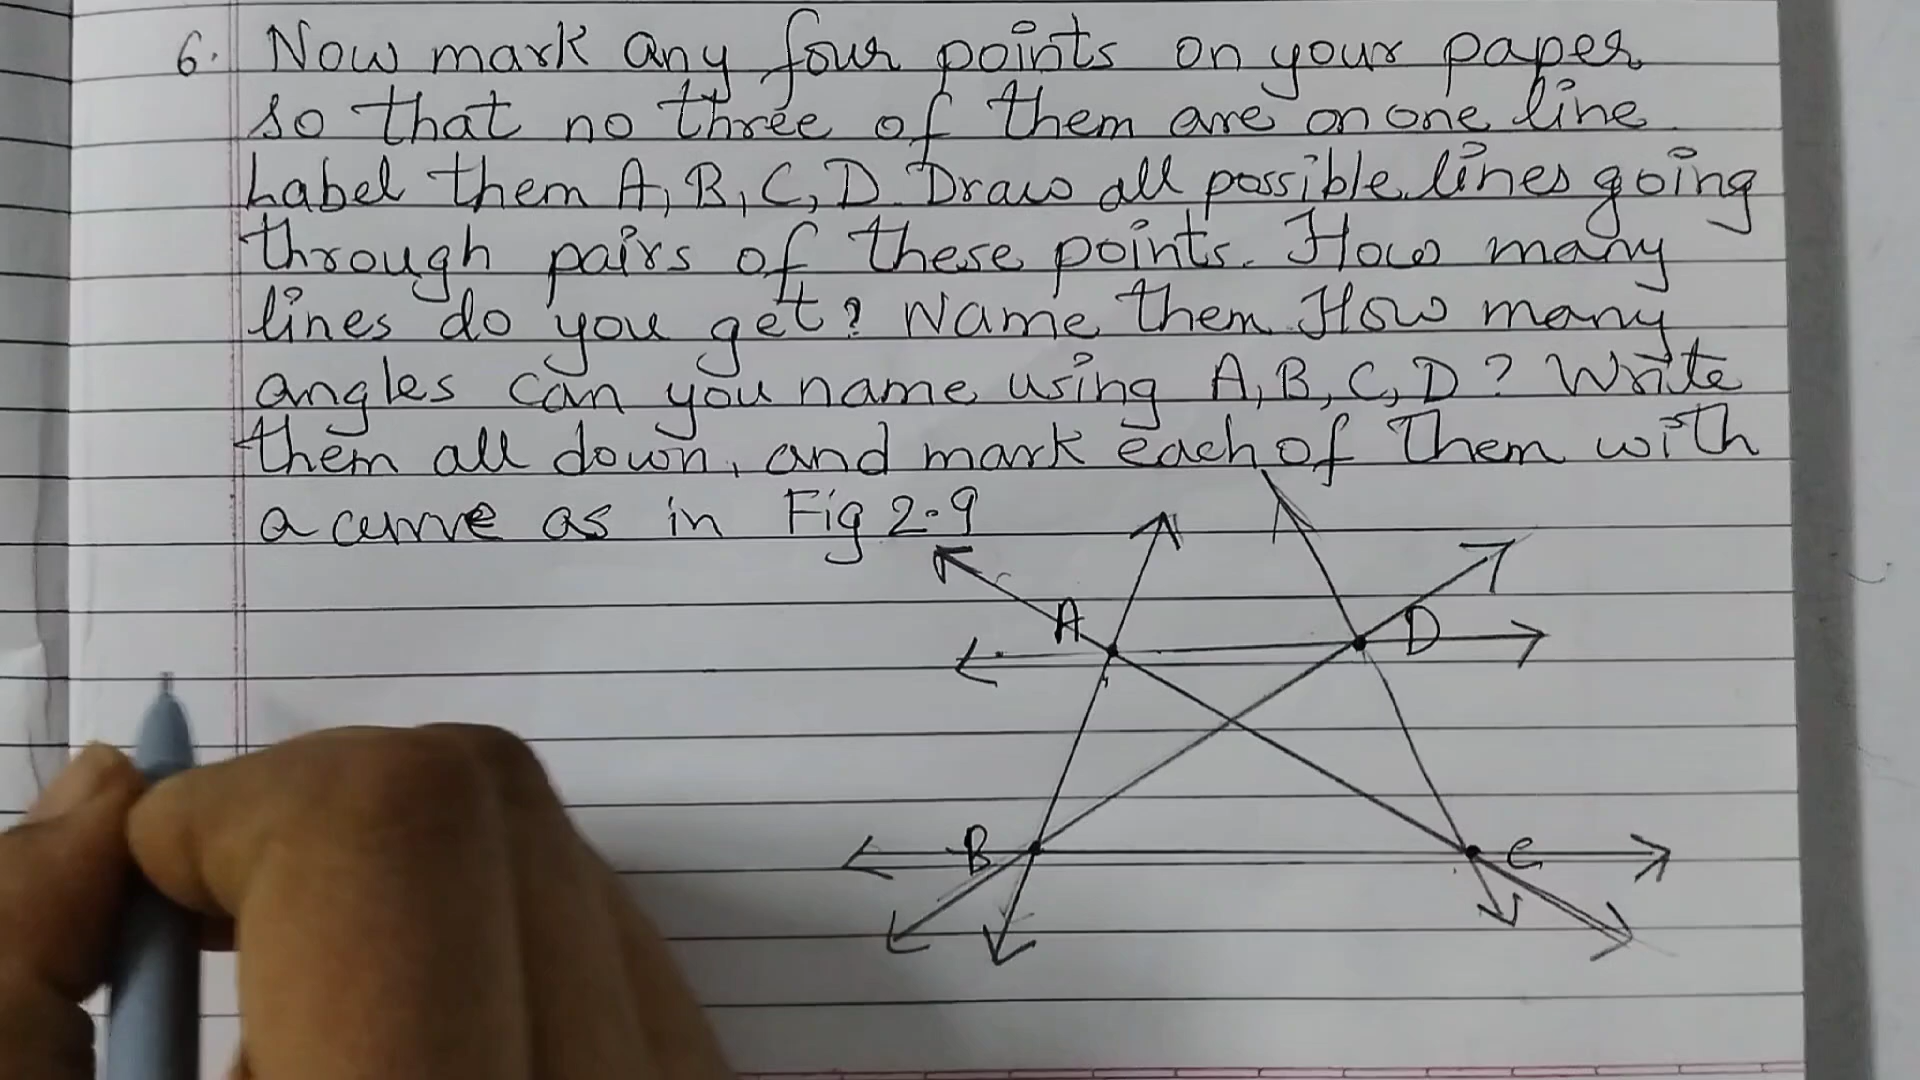 6. Now mark any four points on your paper
so that no three of them are on one line.
Label them A, B, C, D. Draw all possible lines going
through pairs of these points. How many
lines do you get? Name them. How many
angles can you name using A, B, C, D? Write
them all down, and mark each of them with
a curve as in Fig 2.9
A
D
B
C